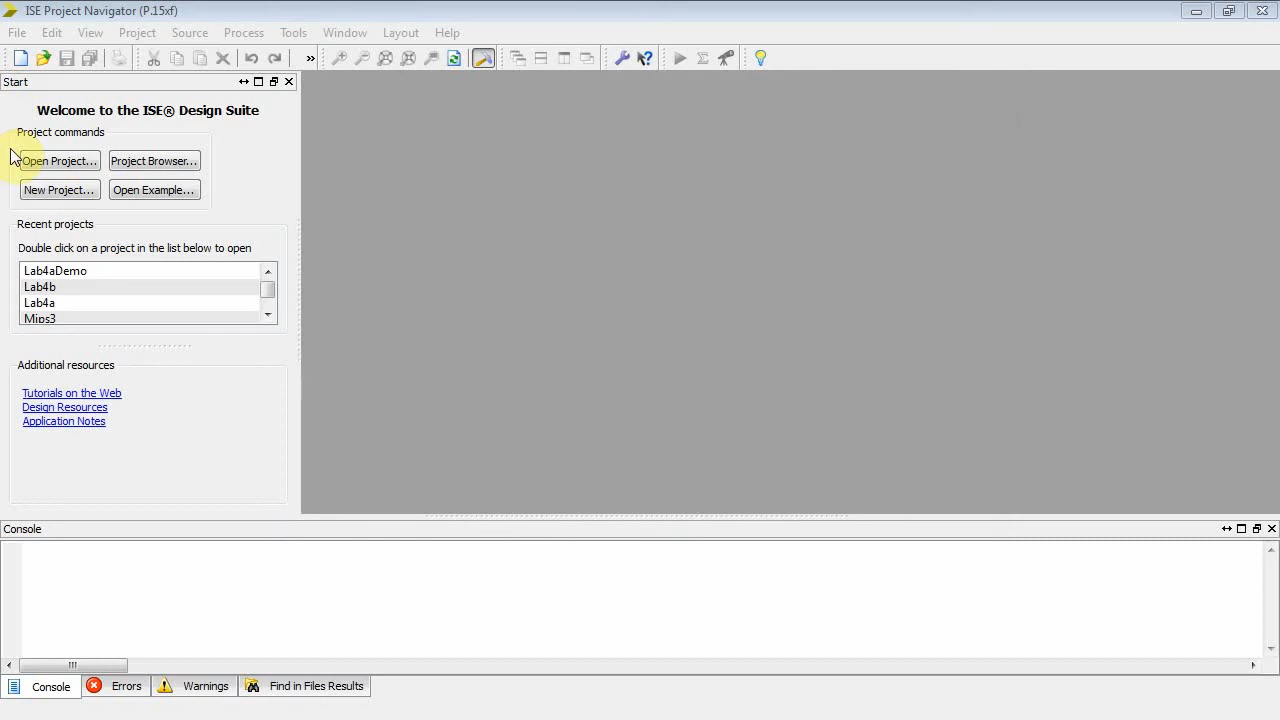 ISE Project Navigator (P.15xf)
File Edit View Project Source Process Tools Window Layout Help
»
Start
Welcome to the ISE® Design Suite
Project commands
Open Project... Project Browser...
New Project... Open Example...
Recent projects
Double click on a project in the list below to open
Lab4aDemo
Lab4b
Lab4a
Mips3
Additional resources
Tutorials on the Web
Design Resources
Application Notes
Console
Console Errors Warnings Find in Files Results